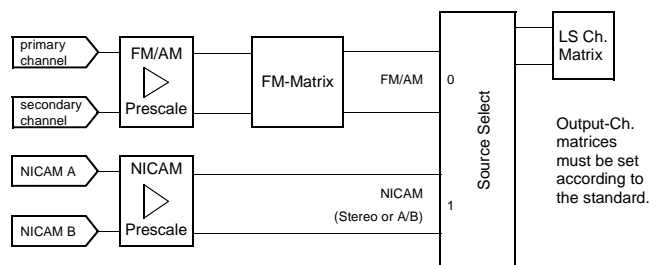 primary
channel
secondary
channel
FM/AM
Prescale
FM-Matrix
FM/AM
0
NICAM A
NICAM B
NICAM
Prescale
NICAM
(Stereo or A/B)
1
Source Select
LS Ch.
Matrix
Output-Ch.
matrices
must be set
according to
the standard.